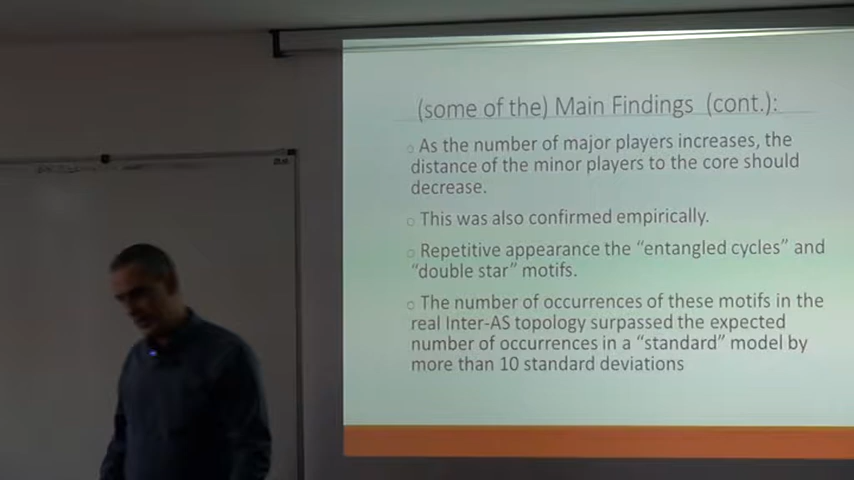 (some of the) Main Findings (cont.):
As the number of major players increases, the
distance of the minor players to the core should
decrease.
This was also confirmed empirically.
Repetitive appearance the “entangled cycles” and
“double star” motifs.
The number of occurrences of these motifs in the
real Inter-AS topology surpassed the expected
number of occurrences in a “standard” model by
more than 10 standard deviations